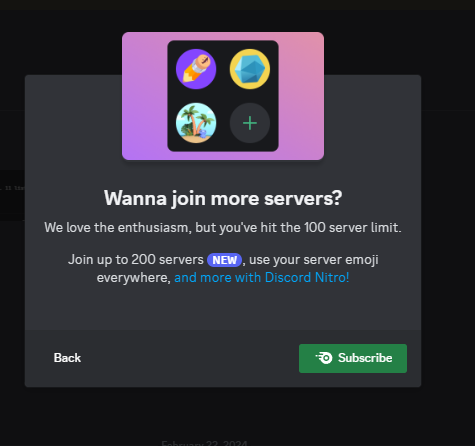 Wanna join more servers?
We love the enthusiasm, but you've hit the 100 server limit.
Join up to 200 servers NEW, use your server emoji
everywhere, and more with Discord Nitro!
Back
Subscribe
February 22, 2024